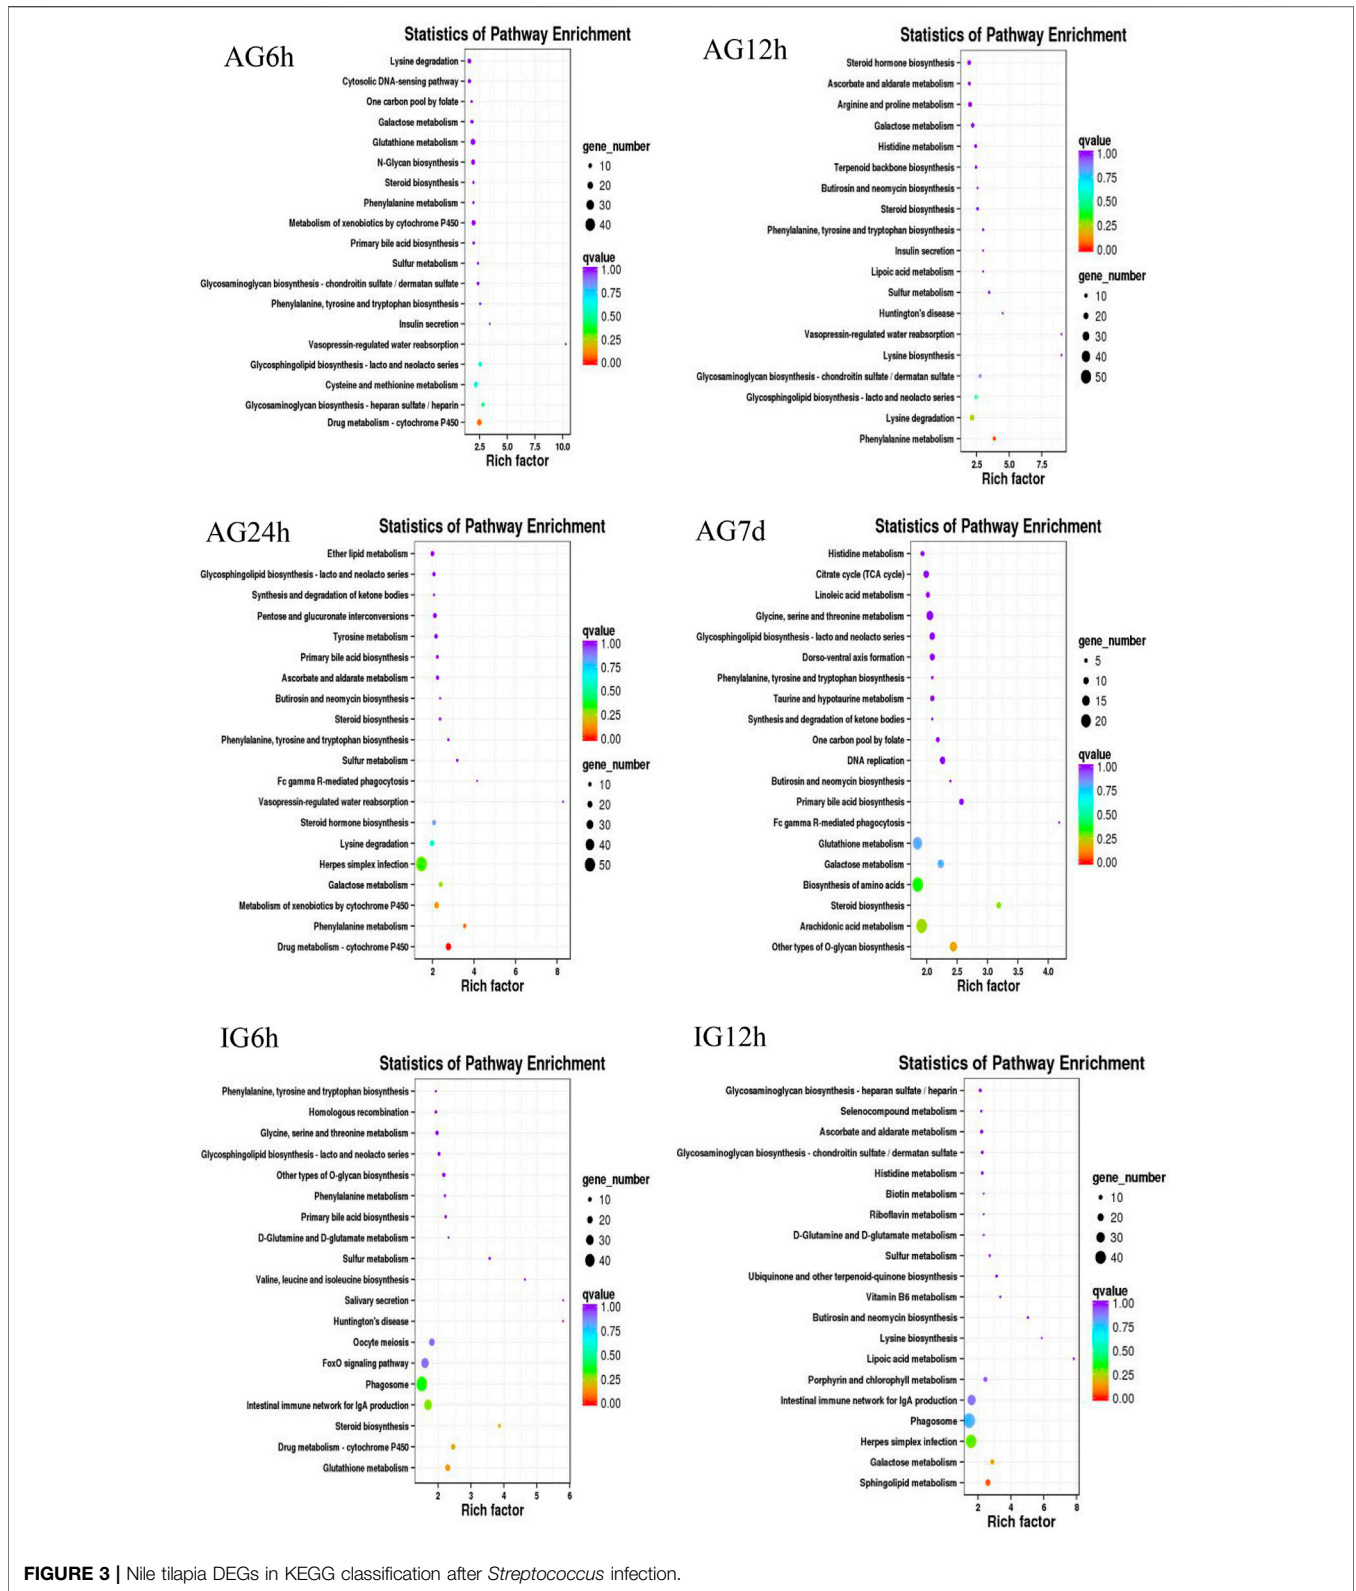 AG6h
Statistics of Pathway Enrichment
Lysine degradation
Cytosolic DNA-sensing pathway
One carbon pool by folate
Galactose metabolism
Glutathione metabolism
N-Glycan biosynthesis
Steroid biosynthesis
Phenylalanine metabolism
Metabolism of xenobiotics by cytochrome P450
Primary bile acid biosynthesis
Sulfur metabolism
Glycosaminoglycan biosynthesis - chondroitin sulfate / dermatan sulfate
Phenylalanine, tyrosine and tryptophan biosynthesis
Insulin secretion
Vasopressin-regulated water reabsorption
Glycosphingolipid biosynthesis - lacto and neolacto series
Cysteine and methionine metabolism
Glycosaminoglycan biosynthesis - heparan sulfate / heparin
Drug metabolism - cytochrome P450
2.5 5.0 7.5 10.0
Rich factor
gene_number
10
20
30
40
qvalue
1.00
0.75
0.50
0.25
0.00
AG12h
Statistics of Pathway Enrichment
Steroid hormone biosynthesis
Ascorbate and aldarate metabolism
Arginine and proline metabolism
Galactose metabolism
Histidine metabolism
Terpenoid backbone biosynthesis
Butirosin and neomycin biosynthesis
Steroid biosynthesis
Phenylalanine, tyrosine and tryptophan biosynthesis
Insulin secretion
Lipoic acid metabolism
Sulfur metabolism
Huntington's disease
Vasopressin-regulated water reabsorption
Lysine biosynthesis
Glycosaminoglycan biosynthesis - chondroitin sulfate / dermatan sulfate
Glycosphingolipid biosynthesis - lacto and neolacto series
Lysine degradation
Phenylalanine metabolism
2.5 5.0 7.5
Rich factor
qvalue
1.00
0.75
0.50
0.25
0.00
gene_number
10
20
30
40
50
AG24h
Statistics of Pathway Enrichment
Ether lipid metabolism
Glycosphingolipid biosynthesis - lacto and neolacto series
Synthesis and degradation of ketone bodies
Pentose and glucuronate interconversions
Tyrosine metabolism
Primary bile acid biosynthesis
Ascorbate and aldarate metabolism
Butirosin and neomycin biosynthesis
Steroid biosynthesis
Phenylalanine, tyrosine and tryptophan biosynthesis
Sulfur metabolism
Fc gamma R-mediated phagocytosis
Vasopressin-regulated water reabsorption
Steroid hormone biosynthesis
Lysine degradation
Herpes simplex infection
Galactose metabolism
Metabolism of xenobiotics by cytochrome P450
Phenylalanine metabolism
Drug metabolism - cytochrome P450
2 4 6 8
Rich factor
qvalue
1.00
0.75
0.50
0.25
0.00
gene_number
10
20
30
40
50
AG7d
Statistics of Pathway Enrichment
Histidine metabolism
Citrate cycle (TCA cycle)
Linoleic acid metabolism
Glycine, serine and threonine metabolism
Glycosphingolipid biosynthesis - lacto and neolacto series
Dorso-ventral axis formation
Phenylalanine, tyrosine and tryptophan biosynthesis
Taurine and hypotaurine metabolism
Synthesis and degradation of ketone bodies
One carbon pool by folate
DNA replication
Butirosin and neomycin biosynthesis
Primary bile acid biosynthesis
Fc gamma R-mediated phagocytosis
Glutathione metabolism
Galactose metabolism
Biosynthesis of amino acids
Steroid biosynthesis
Arachidonic acid metabolism
Other types of O-glycan biosynthesis
2.0 2.5 3.0 3.5 4.0
Rich factor
gene_number
5
10
15
20
qvalue
1.00
0.75
0.50
0.25
0.00
IG6h
Statistics of Pathway Enrichment
Phenylalanine, tyrosine and tryptophan biosynthesis
Homologous recombination
Glycine, serine and threonine metabolism
Glycosphingolipid biosynthesis - lacto and neolacto series
Other types of O-glycan biosynthesis
Phenylalanine metabolism
Primary bile acid biosynthesis
D-Glutamine and D-glutamate metabolism
Sulfur metabolism
Valine, leucine and isoleucine biosynthesis
Salivary secretion
Huntington's disease
Oocyte meiosis
FoxO signaling pathway
Phagosome
Intestinal immune network for IgA production
Steroid biosynthesis
Drug metabolism - cytochrome P450
Glutathione metabolism
2 3 4 5 6
Rich factor
gene_number
10
20
30
40
qvalue
1.00
0.75
0.50
0.25
0.00
IG12h
Statistics of Pathway Enrichment
Glycosaminoglycan biosynthesis - heparan sulfate / heparin
Selenocompound metabolism
Ascorbate and aldarate metabolism
Glycosaminoglycan biosynthesis - chondroitin sulfate / dermatan sulfate
Histidine metabolism
Biotin metabolism
Riboflavin metabolism
D-Glutamine and D-glutamate metabolism
Sulfur metabolism
Ubiquinone and other terpenoid-quinone biosynthesis
Vitamin B6 metabolism
Butirosin and neomycin biosynthesis
Lysine biosynthesis
Lipoic acid metabolism
Porphyrin and chlorophyll metabolism
Intestinal immune network for IgA production
Phagosome
Herpes simplex infection
Galactose metabolism
Sphingolipid metabolism
2 4 6 8
Rich factor
gene_number
10
20
30
40
qvalue
1.00
0.75
0.50
0.25
0.00
FIGURE 3 | Nile tilapia DEGs in KEGG classification after Streptococcus infection.